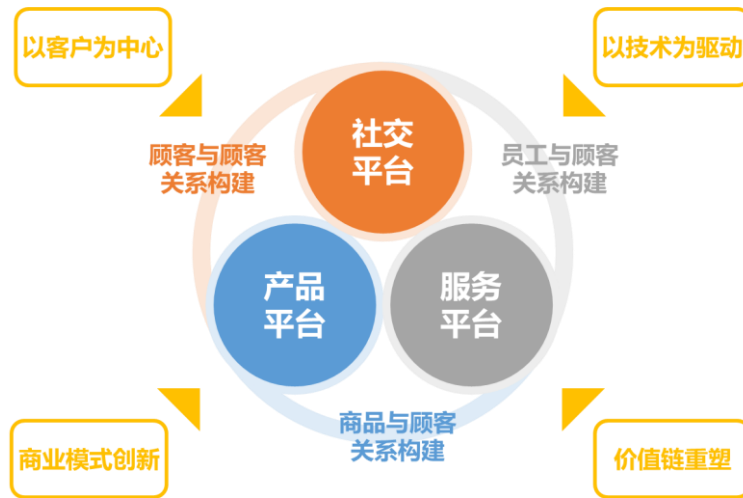 以客户为中心
以技术为驱动
社交
平台
顾客与顾客
关系构建
员工与顾客
关系构建
产品
平台
服务
平台
商品与顾客
关系构建
商业模式创新
价值链重塑